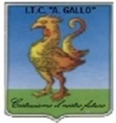 I.T.C. "A. GALLO"
Costruiamo il nostro futuro